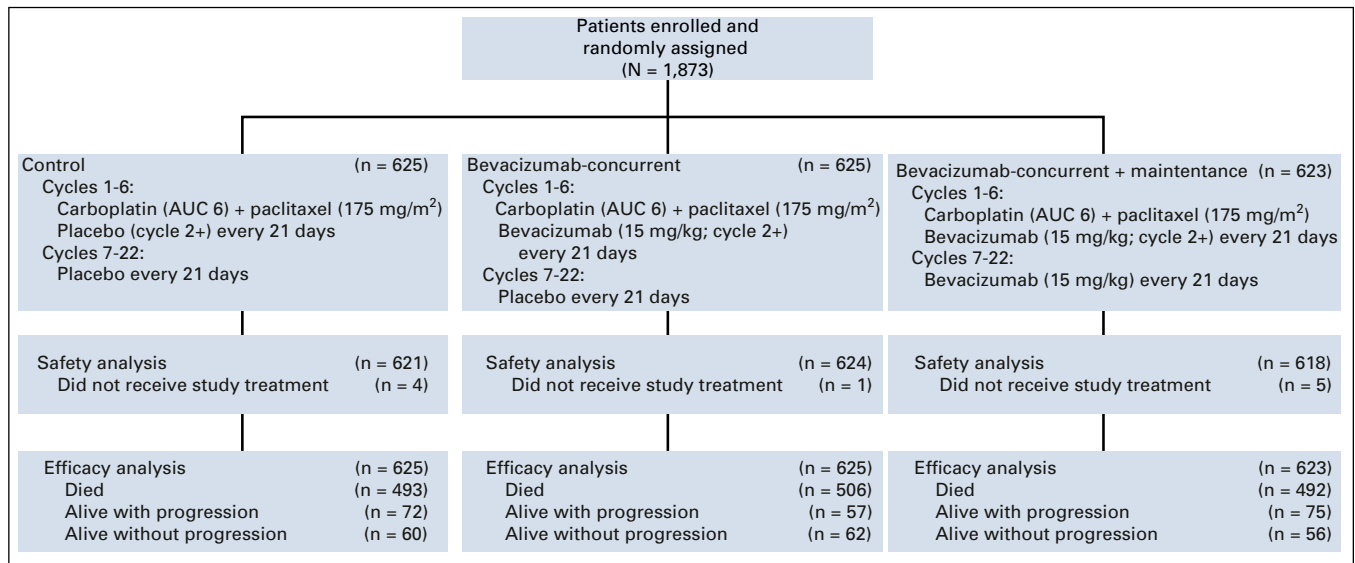 Patients enrolled and
randomly assigned
(N = 1,873)
Control (n = 625)
Cycles 1-6:
Carboplatin (AUC 6) + paclitaxel (175 mg/m²)
Placebo (cycle 2+) every 21 days
Cycles 7-22:
Placebo every 21 days
Bevacizumab-concurrent (n = 625)
Cycles 1-6:
Carboplatin (AUC 6) + paclitaxel (175 mg/m²)
Bevacizumab (15 mg/kg; cycle 2+)
every 21 days
Cycles 7-22:
Placebo every 21 days
Bevacizumab-concurrent + maintentance (n = 623)
Cycles 1-6:
Carboplatin (AUC 6) + paclitaxel (175 mg/m²)
Bevacizumab (15 mg/kg; cycle 2+) every 21 days
Cycles 7-22:
Bevacizumab (15 mg/kg) every 21 days
Safety analysis (n = 621)
Did not receive study treatment (n = 4)
Safety analysis (n = 624)
Did not receive study treatment (n = 1)
Safety analysis (n = 618)
Did not receive study treatment (n = 5)
Efficacy analysis (n = 625)
Died (n = 493)
Alive with progression (n = 72)
Alive without progression (n = 60)
Efficacy analysis (n = 625)
Died (n = 506)
Alive with progression (n = 57)
Alive without progression (n = 62)
Efficacy analysis (n = 623)
Died (n = 492)
Alive with progression (n = 75)
Alive without progression (n = 56)